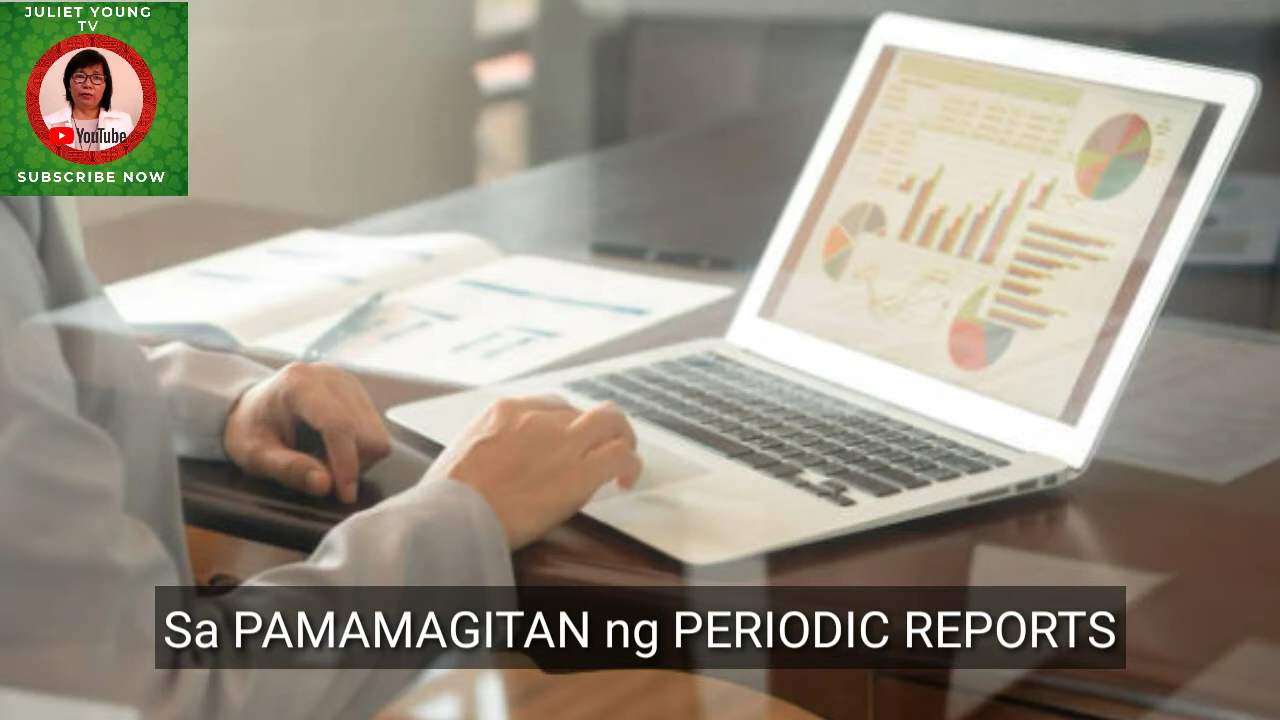 JULIET YOUNG
TV
YouTube
SUBSCRIBE NOW
Sa PAMAMAGITAN ng PERIODIC REPORTS